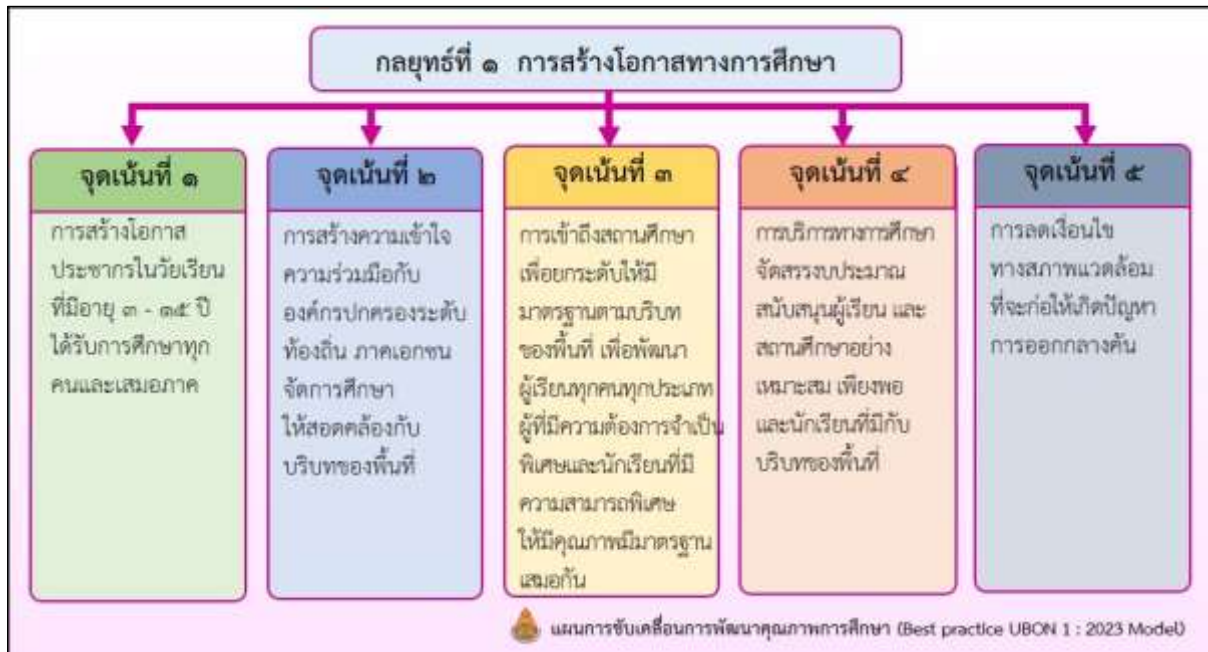 กลยุทธ์ที่ ๑ การสร้างโอกาสทางการศึกษา
จุดเน้นที่ ๑
การสร้างโอกาส
ประชากรในวัยเรียน
ที่มีอายุ ๓ - ๑๕ ปี
ได้รับการศึกษาทุก
คนและเสมอภาค
จุดเน้นที่ ๒
การสร้างความเข้าใจ
ความร่วมมือกับ
องค์กรปกครองระดับ
ท้องถิ่น ภาคเอกชน
จัดการศึกษา
ให้สอดคล้องกับ
บริบทของพื้นที่
จุดเน้นที่ ๓
การเข้าถึงสถานศึกษา
เพื่อยกระดับให้มี
มาตรฐานตามบริบท
ของพื้นที่ เพื่อพัฒนา
ผู้เรียนทุกคนทุกประเภท
ผู้ที่มีความต้องการจำเป็น
พิเศษและนักเรียนที่มี
ความสามารถพิเศษ
ให้มีคุณภาพมีมาตรฐาน
เสมอกัน
จุดเน้นที่ ๔
การบริการทางการศึกษา
จัดสรรงบประมาณ
สนับสนุนผู้เรียน และ
สถานศึกษาอย่าง
เหมาะสม เพียงพอ
และนักเรียนที่มีกับ
บริบทของพื้นที่
จุดเน้นที่ ๕
การลดเงื่อนไข
ทางสภาพแวดล้อม
ที่จะก่อให้เกิดปัญหา
การออกกลางคัน
แผนการขับเคลื่อนการพัฒนาคุณภาพการศึกษา (Best practice UBON 1 : 2023 Model)